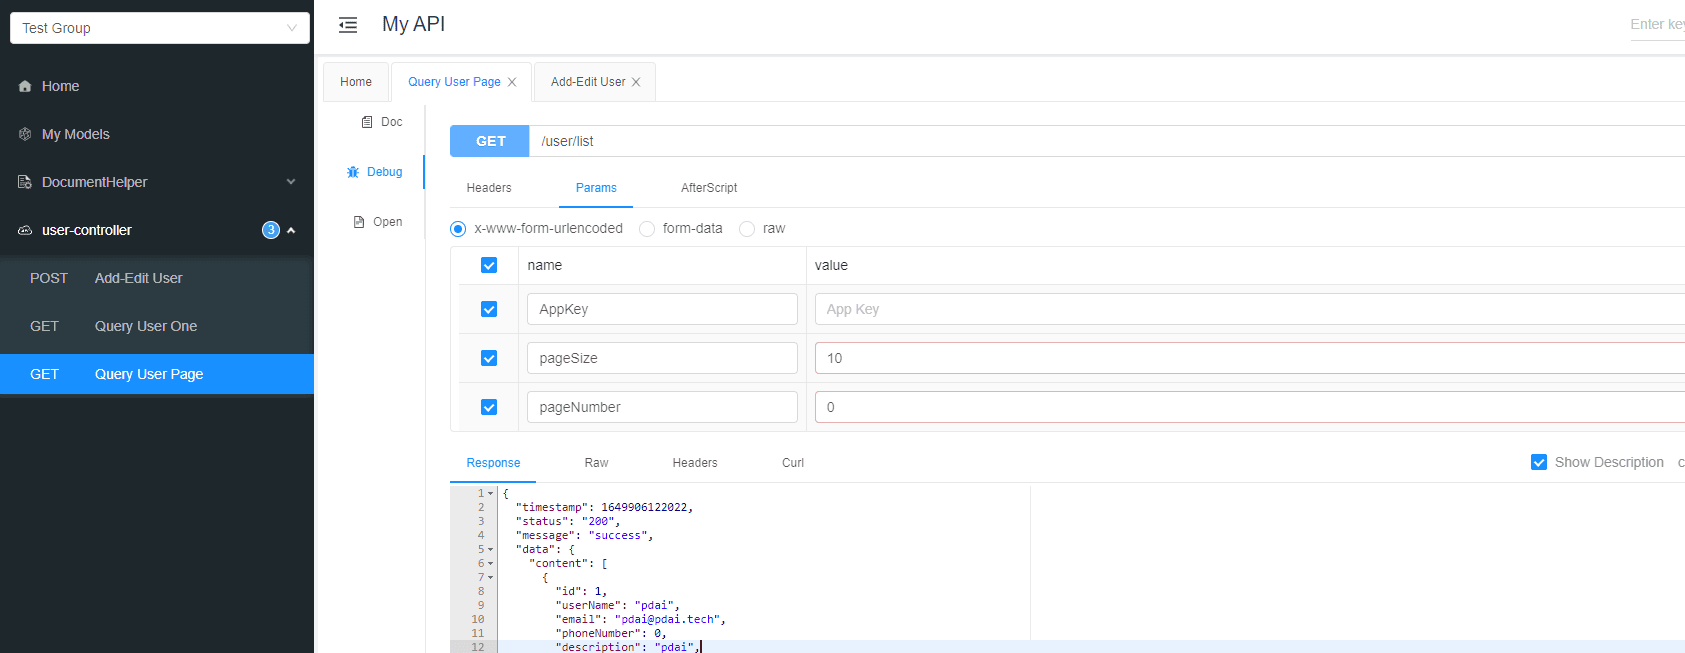 Test Group
Home
My Models
DocumentHelper
user-controller 3
POST Add-Edit User
GET Query User One
GET Query User Page
My API
Enter key
Home Query User Page Add-Edit User
Doc
Debug
Open
GET /user/list
Headers Params AfterScript
x-www-form-urlencoded form-data raw
name value
AppKey App Key
pageSize 10
pageNumber 0
Response Raw Headers Curl Show Description
1 {
2 "timestamp": 1649906122022,
3 "status": "200",
4 "message": "success",
5 "data": {
6 "content": [
7 {
8 "id": 1,
9 "userName": "pdai",
10 "email": "pdai@pdai.tech",
11 "phoneNumber": 0,
12 "description": "pdai",